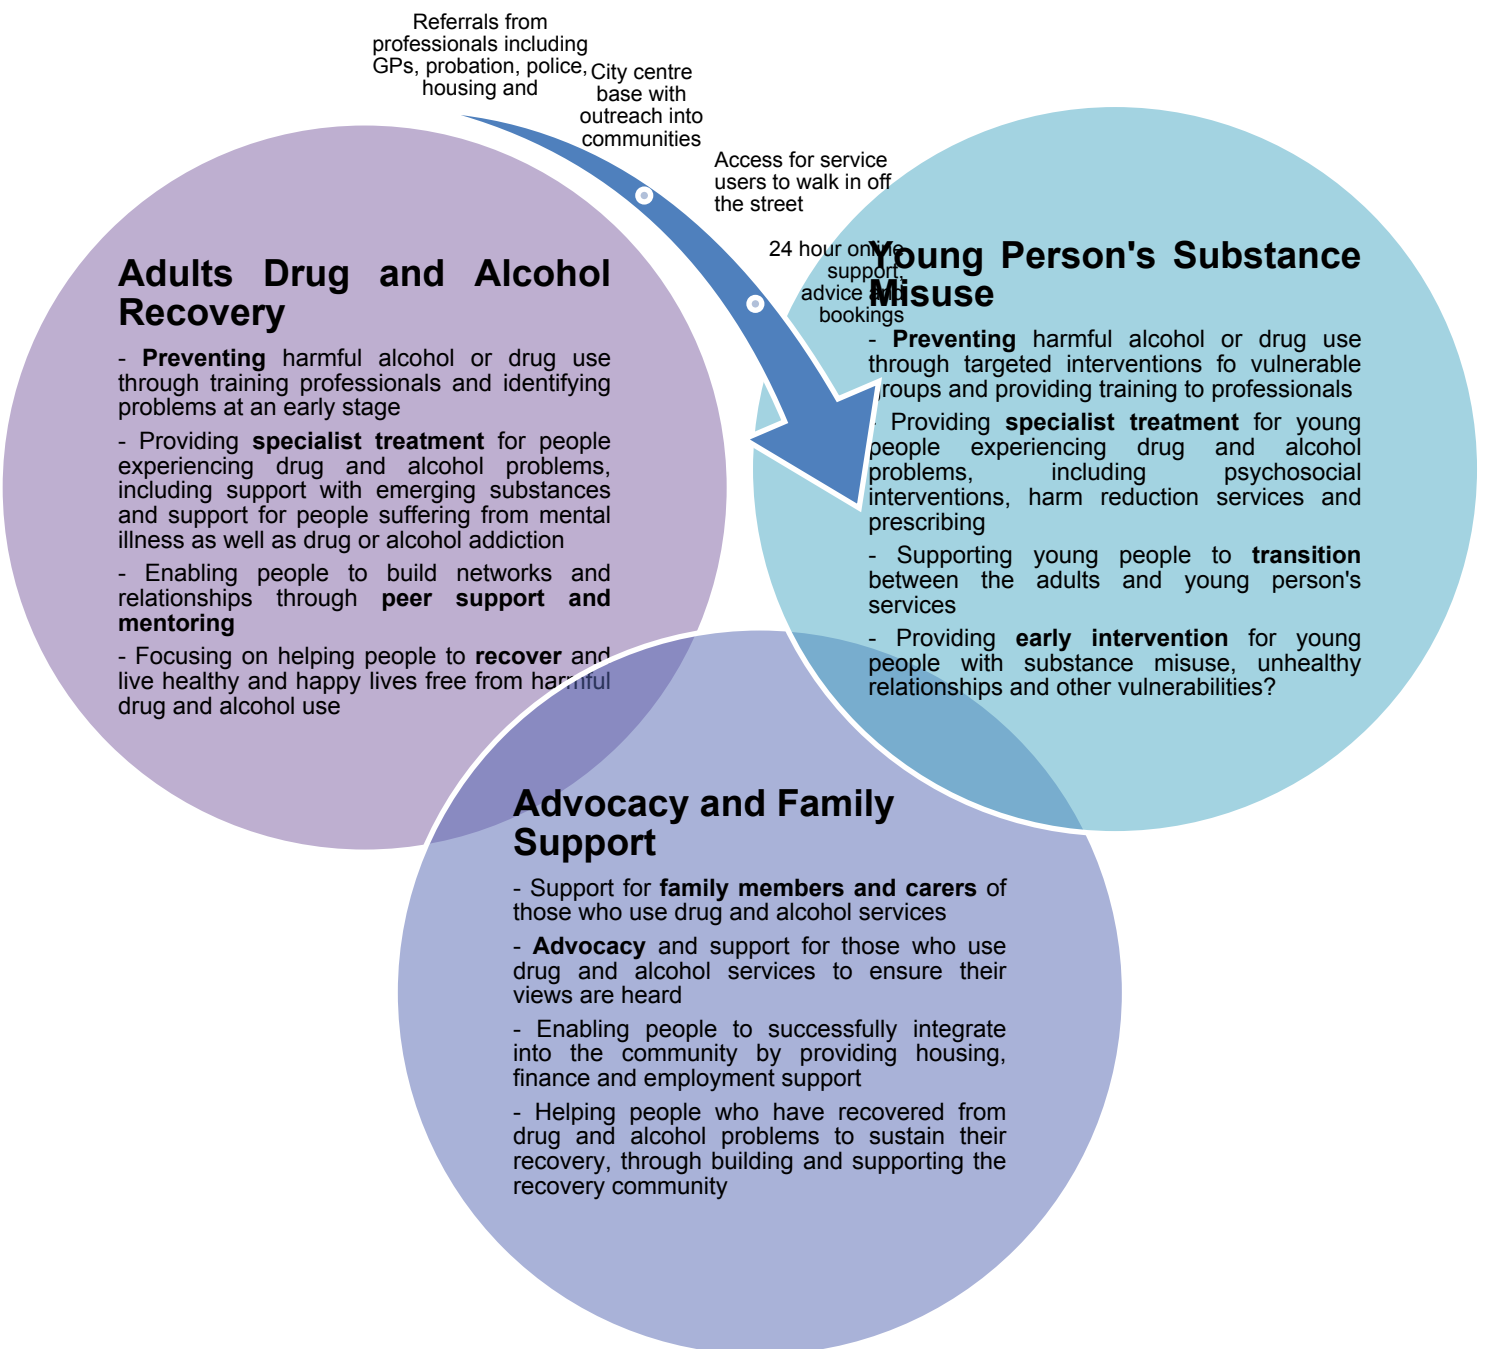 Referrals from
professionals including
GPs, probation, police,
housing and
City centre
base with
outreach into
communities
Access for service
users to walk in off
the street
24 hour online
support,
advice and
bookings
Adults Drug and Alcohol
Recovery
- Preventing harmful alcohol or drug use
through training professionals and identifying
problems at an early stage
- Providing specialist treatment for people
experiencing drug and alcohol problems,
including support with emerging substances
and support for people suffering from mental
illness as well as drug or alcohol addiction
- Enabling people to build networks and
relationships through peer support and
mentoring
- Focusing on helping people to recover and
live healthy and happy lives free from harmful
drug and alcohol use
Young Person's Substance
Misuse
- Preventing harmful alcohol or drug use
through targeted interventions fo vulnerable
groups and providing training to professionals
- Providing specialist treatment for young
people experiencing drug and alcohol
problems, including psychosocial
interventions, harm reduction services and
prescribing
- Supporting young people to transition
between the adults and young person's
services
- Providing early intervention for young
people with substance misuse, unhealthy
relationships and other vulnerabilities?
Advocacy and Family
Support
- Support for family members and carers of
those who use drug and alcohol services
- Advocacy and support for those who use
drug and alcohol services to ensure their
views are heard
- Enabling people to successfully integrate
into the community by providing housing,
finance and employment support
- Helping people who have recovered from
drug and alcohol problems to sustain their
recovery, through building and supporting the
recovery community